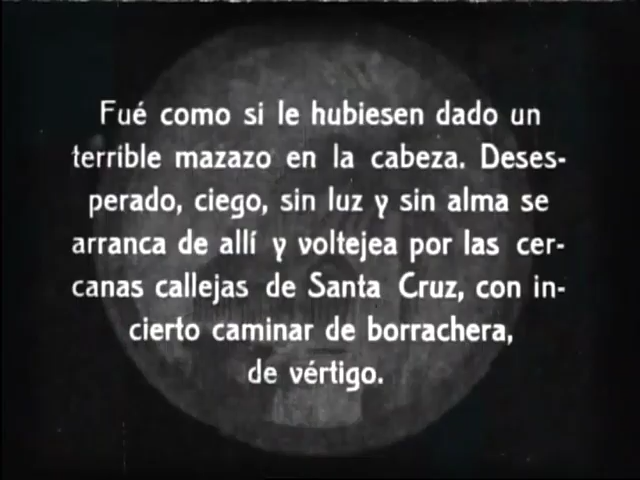 Fué como si le hubiesen dado un
terrible mazazo en la cabeza. Deses-
perado, ciego, sin luz y sin alma se
arranca de allí y voltejea por las cer-
canas callejas de Santa Cruz, con in-
cierto caminar de borrachera,
de vértigo.